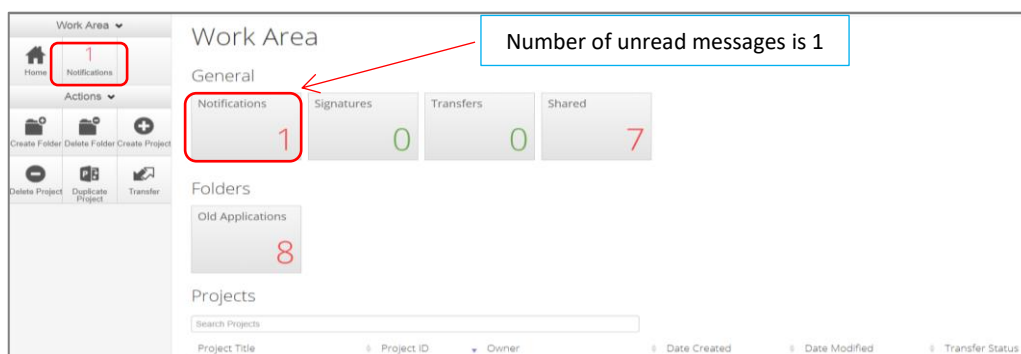 Work Area
1
Home Notifications
Actions
Create Folder Delete Folder Create Project
Delete Project Duplicate Project Transfer
Work Area
Number of unread messages is 1
General
Notifications Signatures Transfers Shared
1 0 0 7
Folders
Old Applications
8
Projects
Search Projects
Project Title Project ID Owner Date Created Date Modified Transfer Status